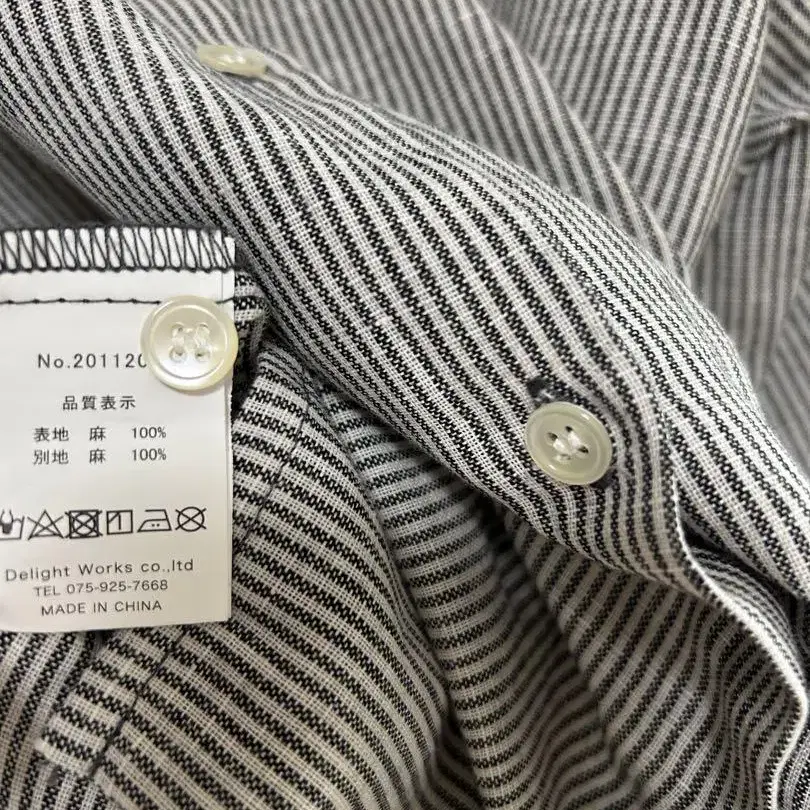 No.201120
品質表示
表地 麻 100%
別地 麻 100%
Delight Works co.,ltd
TEL 075-925-7668
MADE IN CHINA